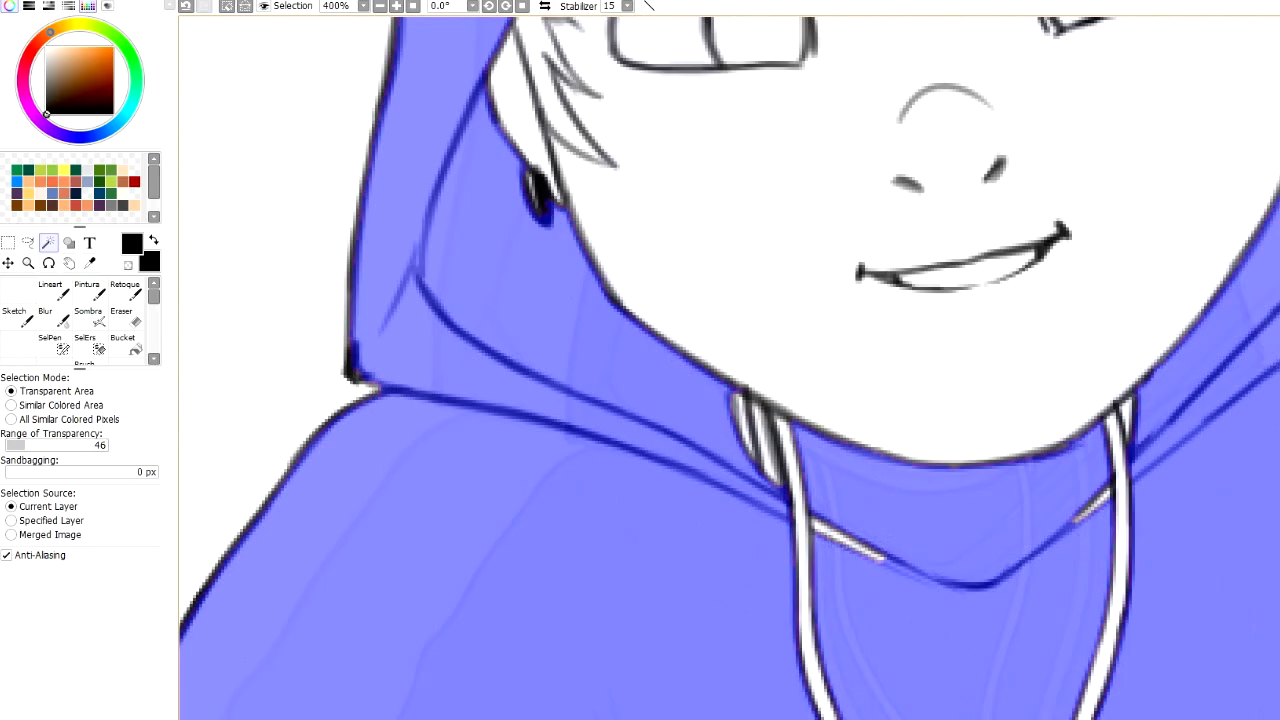 Selection 400% 0.0° Stabilizer 15
T
Lineart Pintura Retoque
Sketch Blur Sombra Eraser
SelPen SelErs Bucket
Brush
Selection Mode:
Transparent Area
Similar Colored Area
All Similar Colored Pixels
Range of Transparency:
46
Sandbagging:
0 px
Selection Source:
Current Layer
Specified Layer
Merged Image
Anti-Aliasing